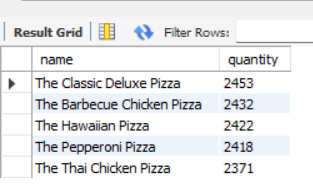 Result Grid Filter Rows:
name quantity
The Classic Deluxe Pizza 2453
The Barbecue Chicken Pizza 2432
The Hawaiian Pizza 2422
The Pepperoni Pizza 2418
The Thai Chicken Pizza 2371